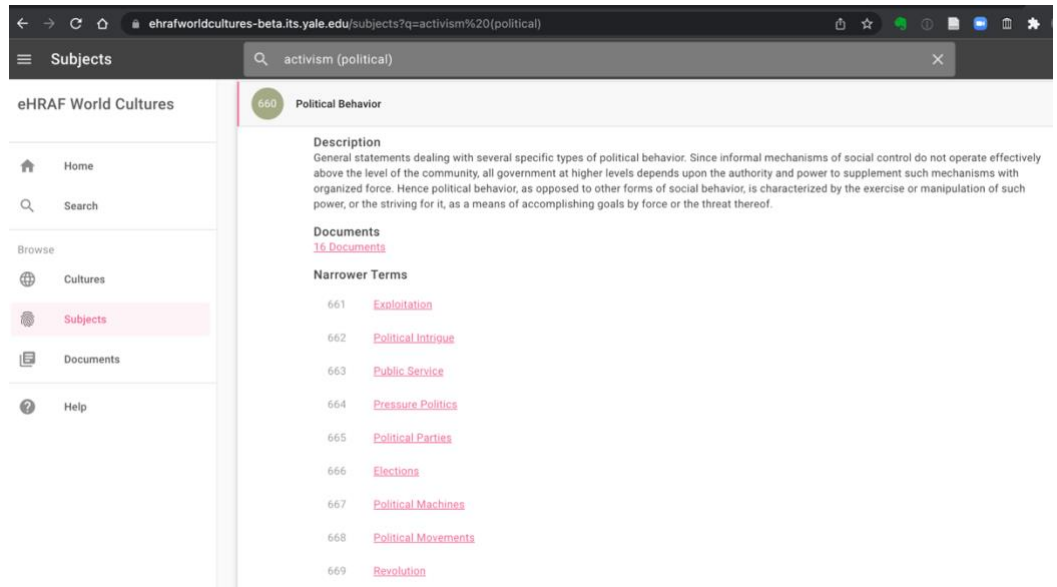 ehrafworldcultures-beta.its.yale.edu/subjects?q=activism%20(political)
Subjects
activism (political)
eHRAF World Cultures
Home
Search
Browse
Cultures
Subjects
Documents
Help
660 Political Behavior
Description
General statements dealing with several specific types of political behavior. Since informal mechanisms of social control do not operate effectively
above the level of the community, all government at higher levels depends upon the authority and power to supplement such mechanisms with
organized force. Hence political behavior, as opposed to other forms of social behavior, is characterized by the exercise or manipulation of such
power, or the striving for it, as a means of accomplishing goals by force or the threat thereof.
Documents
16 Documents
Narrower Terms
661 Exploitation
662 Political Intrigue
663 Public Service
664 Pressure Politics
665 Political Parties
666 Elections
667 Political Machines
668 Political Movements
669 Revolution